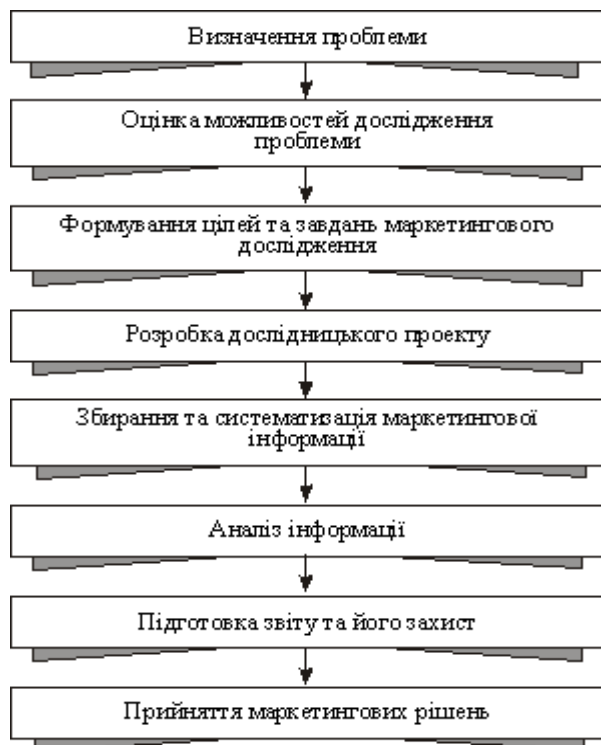 Визначення проблеми
Оцінка можливостей дослідження
проблеми
Формування цілей та завдань маркетингового
дослідження
Розробка дослідницького проекту
Збирання та систематизація маркетингової
інформації
Аналіз інформації
Підготовка звіту та його захист
Прийняття маркетингових рішень